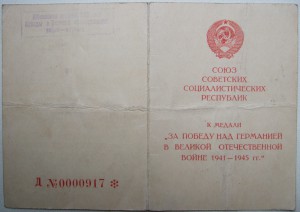 Д №0000917 *
СОЮЗ
СОВЕТСКИХ
СОЦИАЛИСТИЧЕСКИХ
РЕСПУБЛИК
К МЕДАЛИ
„ЗА ПОБЕДУ НАД ГЕРМАНИЕЙ
В ВЕЛИКОЙ ОТЕЧЕСТВЕННОЙ
ВОЙНЕ 1941—1945 гг.“